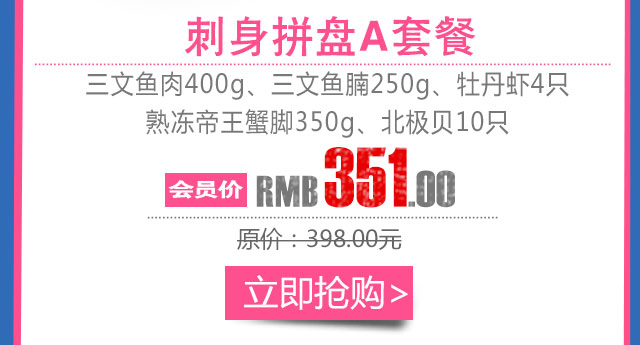 刺身拼盘A套餐
三文鱼肉400g、三文鱼腩250g、牡丹虾4只
熟冻帝王蟹脚350g、北极贝10只
会员价 RMB 351.00
原价：398.00元
立即抢购>